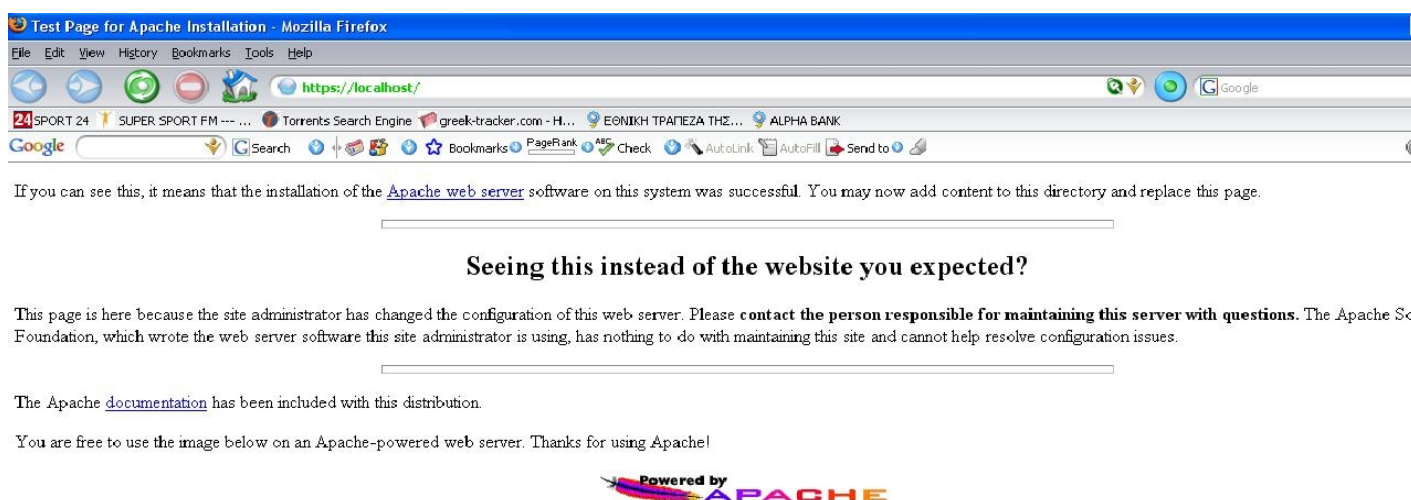 Test Page for Apache Installation - Mozilla Firefox
File Edit View History Bookmarks Tools Help
https://localhost/ G Google
24 SPORT 24 SUPER SPORT FM --- ... Torrents Search Engine greek-tracker.com - H... ΕΘΝΙΚΗ ΤΡΑΠΕΖΑ ΤΗΣ... ALPHA BANK
Google G Search Bookmarks PageRank ABC Check AutoLink AutoFill Send to
If you can see this, it means that the installation of the Apache web server software on this system was successful. You may now add content to this directory and replace this page.
Seeing this instead of the website you expected?
This page is here because the site administrator has changed the configuration of this web server. Please contact the person responsible for maintaining this server with questions. The Apache
Foundation, which wrote the web server software this site administrator is using, has nothing to do with maintaining this site and cannot help resolve configuration issues.
The Apache documentation has been included with this distribution.
You are free to use the image below on an Apache-powered web server. Thanks for using Apache!
Powered by
APACHE